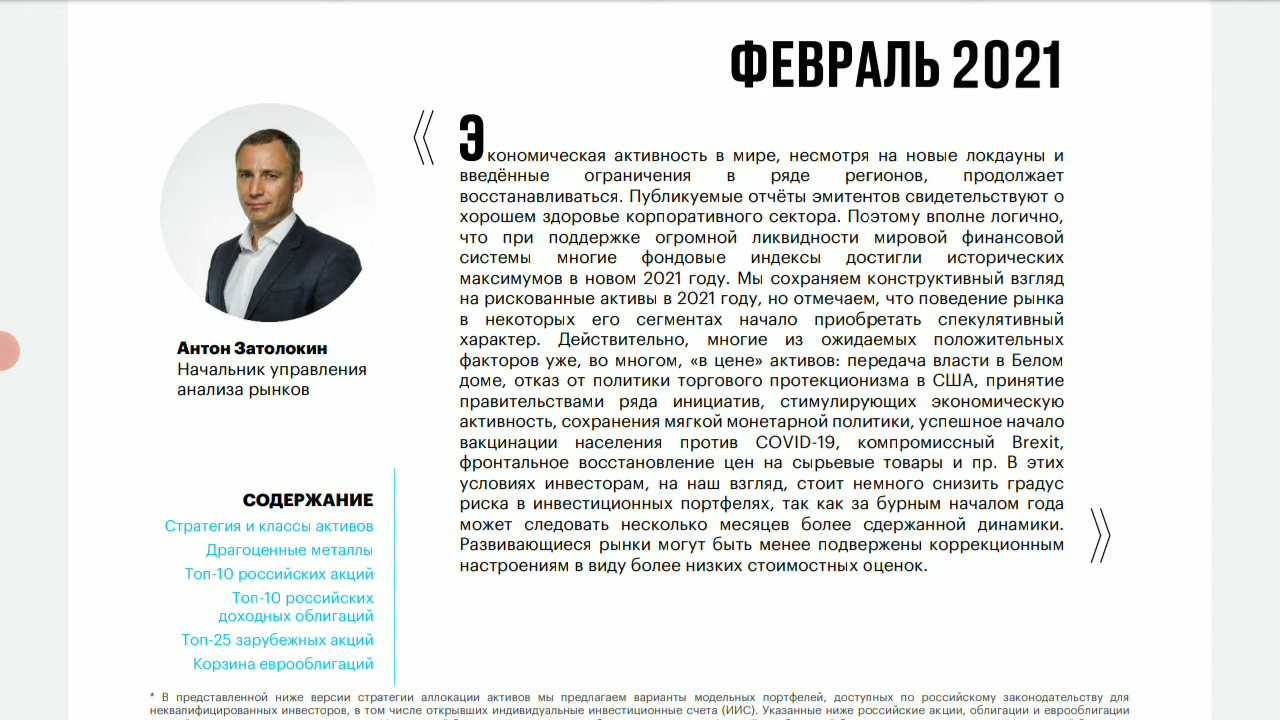 ФЕВРАЛЬ 2021
Экономическая активность в мире, несмотря на новые локдауны и
введённые ограничения в ряде регионов, продолжает
восстанавливаться. Публикуемые отчёты эмитентов свидетельствуют о
хорошем здоровье корпоративного сектора. Поэтому вполне логично,
что при поддержке огромной ликвидности мировой финансовой
системы многие фондовые индексы достигли исторических
максимумов в новом 2021 году. Мы сохраняем конструктивный взгляд
на рискованные активы в 2021 году, но отмечаем, что поведение рынка
в некоторых его сегментах начало приобретать спекулятивный
характер. Действительно, многие из ожидаемых положительных
факторов уже, во многом, «в цене» активов: передача власти в Белом
доме, отказ от политики торгового протекционизма в США, принятие
правительствами ряда инициатив, стимулирующих экономическую
активность, сохранения мягкой монетарной политики, успешное начало
вакцинации населения против COVID-19, компромиссный Brexit,
фронтальное восстановление цен на сырьевые товары и пр. В этих
условиях инвесторам, на наш взгляд, стоит немного снизить градус
риска в инвестиционных портфелях, так как за бурным началом года
может следовать несколько месяцев более сдержанной динамики.
Развивающиеся рынки могут быть менее подвержены коррекционным
настроениям в виду более низких стоимостных оценок.
Антон Затолокин
Начальник управления
анализа рынков
СОДЕРЖАНИЕ
Стратегия и классы активов
Драгоценные металлы
Топ-10 российских акций
Топ-10 российских
доходных облигаций
Топ-25 зарубежных акций
Корзина еврооблигаций
* В представленной ниже версии стратегии аллокации активов мы предлагаем варианты модельных портфелей, доступных по российскому законодательству для
неквалифицированных инвесторов, в том числе открывших индивидуальные инвестиционные счета (ИИС). Указанные ниже российские акции, облигации и еврооблигации